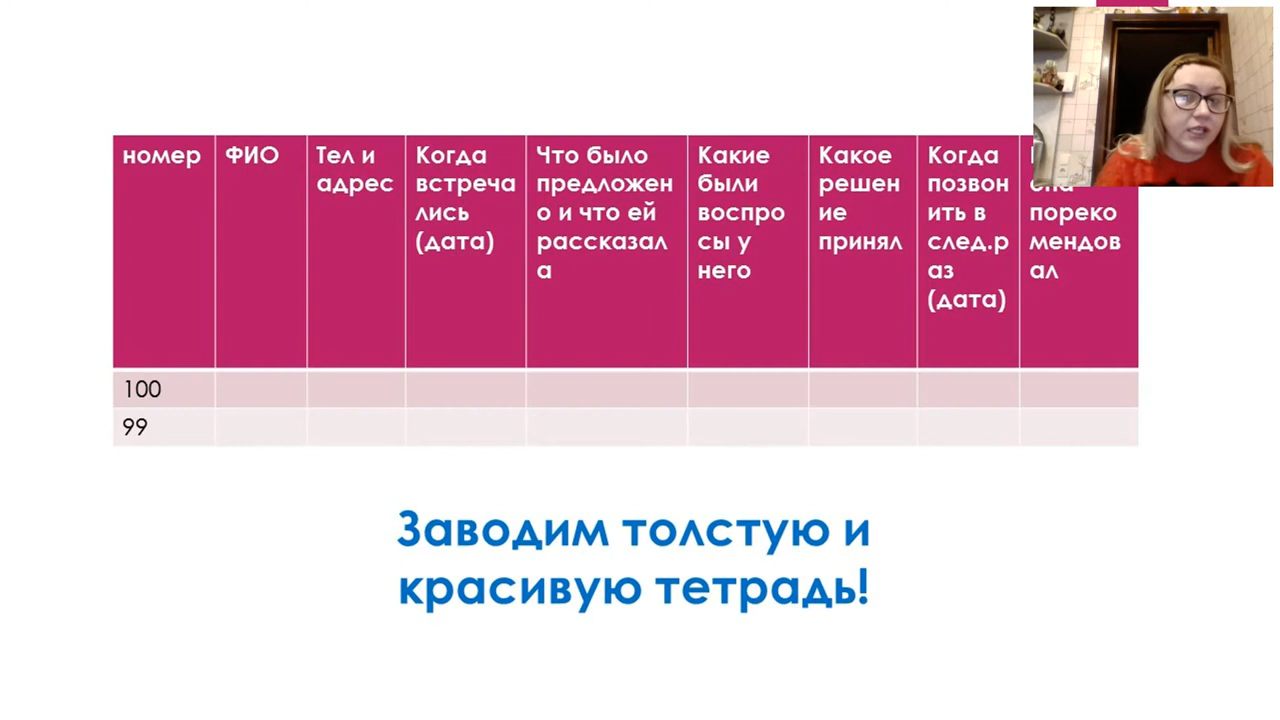 номер
ФИО
Тел и
адрес
Когда
встреча
лись
(дата)
Что было
предложен
о и что ей
рассказал
а
Какие
были
воспро
сы у
него
Какое
решен
ие
принял
Когда
позвон
ить в
след.р
аз
(дата)
пореко
мендов
ал
100
99
Заводим толстую и
красивую тетрадь!